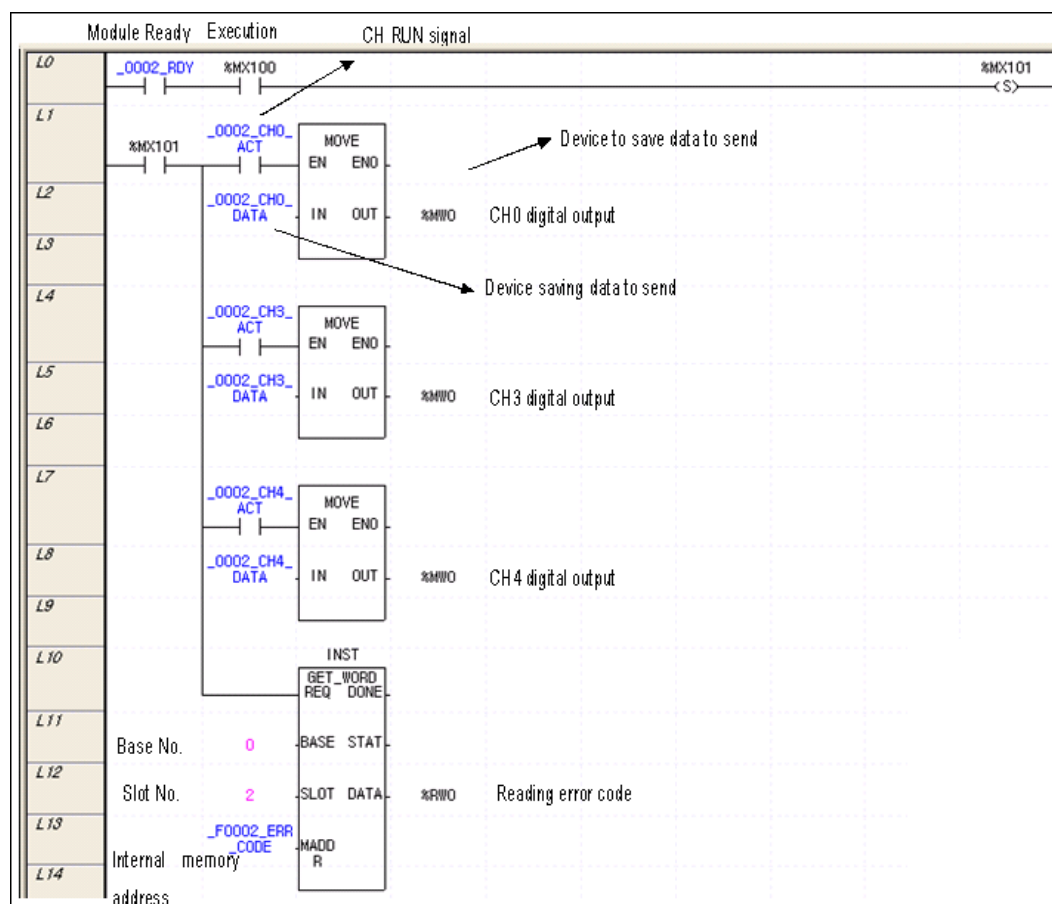 Module Ready Execution CH RUN signal
L0 _0002_RDY %MX100 %MX101
(S)
L1
_0002_CH0_
ACT
MOVE
%MX101
EN ENO
Device to save data to send
L2
_0002_CH0_
DATA
IN OUT %MW0 CH0 digital output
L3
Device saving data to send
L4
_0002_CH3_
ACT
MOVE
EN ENO
L5
_0002_CH3_
DATA
IN OUT %MW0 CH3 digital output
L6
L7
_0002_CH4_
ACT
MOVE
EN ENO
L8
_0002_CH4_
DATA
IN OUT %MW0 CH4 digital output
L9
L10
INST
GET_WORD
REQ DONE
L11
Base No. 0 BASE STAT
L12
Slot No. 2 SLOT DATA %RW0 Reading error code
L13
_F0002_ERR
_CODE
MADD
R
Internal memory
L14
address